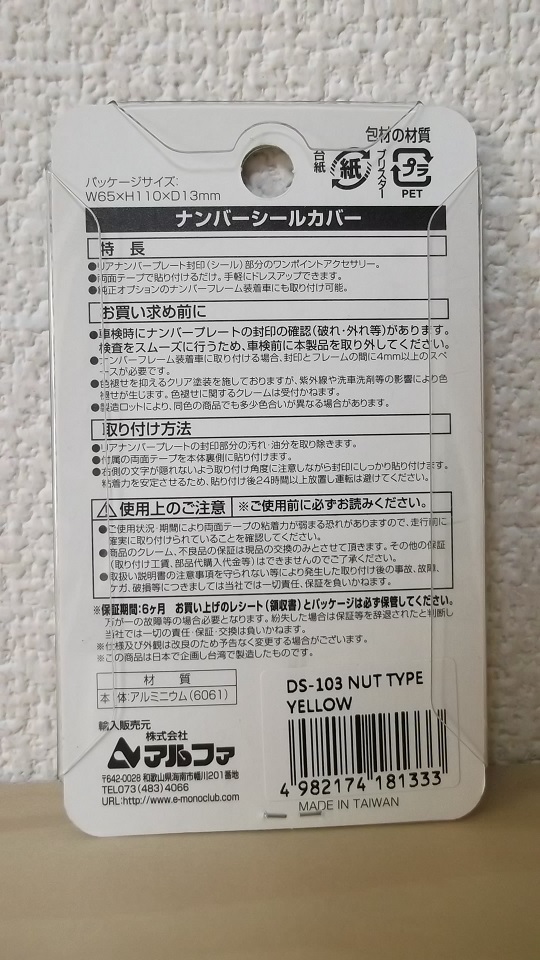 包材の材質
台紙
紙
ブリスター
プラ
PET
パッケージサイズ:
W65×H110×D13mm
ナンバーシールカバー
特 長
●リアナンバープレート封印(シール)部分のワンポイントアクセサリー。
●両面テープで貼り付けるだけ。手軽にドレスアップできます。
●純正オプションのナンバーフレーム装着車にも取り付け可能。
お買い求め前に
●車検時にナンバープレートの封印の確認(破れ・外れ等)があります。
検査をスムーズに行うため、車検前に本製品を取り外してください。
●ナンバーフレーム装着車に取り付ける場合、封印とフレームの間に4mm以上のスペ
ースが必要です。
●色褪せを抑えるクリア塗装を施しておりますが、紫外線や洗車洗剤等の影響により色
褪せが生じます。色褪せに関するクレームは受付かねます。
●製造ロットにより、同色の商品でも多少色合いが異なる場合があります。
取り付け方法
●リアナンバープレートの封印部分の汚れ・油分を取り除きます。
●付属の両面テープを本体裏側に貼り付けます。
●右側の文字が隠れないよう取り付け角度に注意しながら封印にしっかり貼り付けます。
粘着力を安定させるため、貼り付け後24時間以上放置し運転は避けてください。
⚠使用上のご注意 ※ご使用前に必ずお読みください。
●ご使用状況・期間により両面テープの粘着力が弱まる恐れがありますので、走行前に
確実に取り付けられていることを確認してください。
●商品のクレーム、不良品の保証は現品の交換のみとさせて頂きます。その他の保証
(取り付け工賃、部品代購入代金等)はできませんのでご了承ください。
●取扱い説明書の注意事項を守られない等により発生した取り付け後の事故、故障、
ケガ、破損等につきましては当社では一切責任、保証を負いかねます。
※保証期間:6ヶ月 お買い上げのレシート(領収書)とパッケージは必ず保管してください。
万が一の故障等の場合必要となります。紛失した場合は保証等を辞退されたと判断し
当社では一切の責任・保証・交換は負いかねます。
※仕様及び外観は改良のため予告なく変更する場合がございます。
※この商品は日本で企画し台湾で製造したものです。
材 質
本 体:アルミニウム(6061)
輸入販売元
株式会社
マルファ
〒642-0028 和歌山県海南市幡川201番地
TEL073(483)4066
URL:http://www.e-monoclub.com
DS-103 NUT TYPE
YELLOW
4 982174 181333
MADE IN TAIWAN